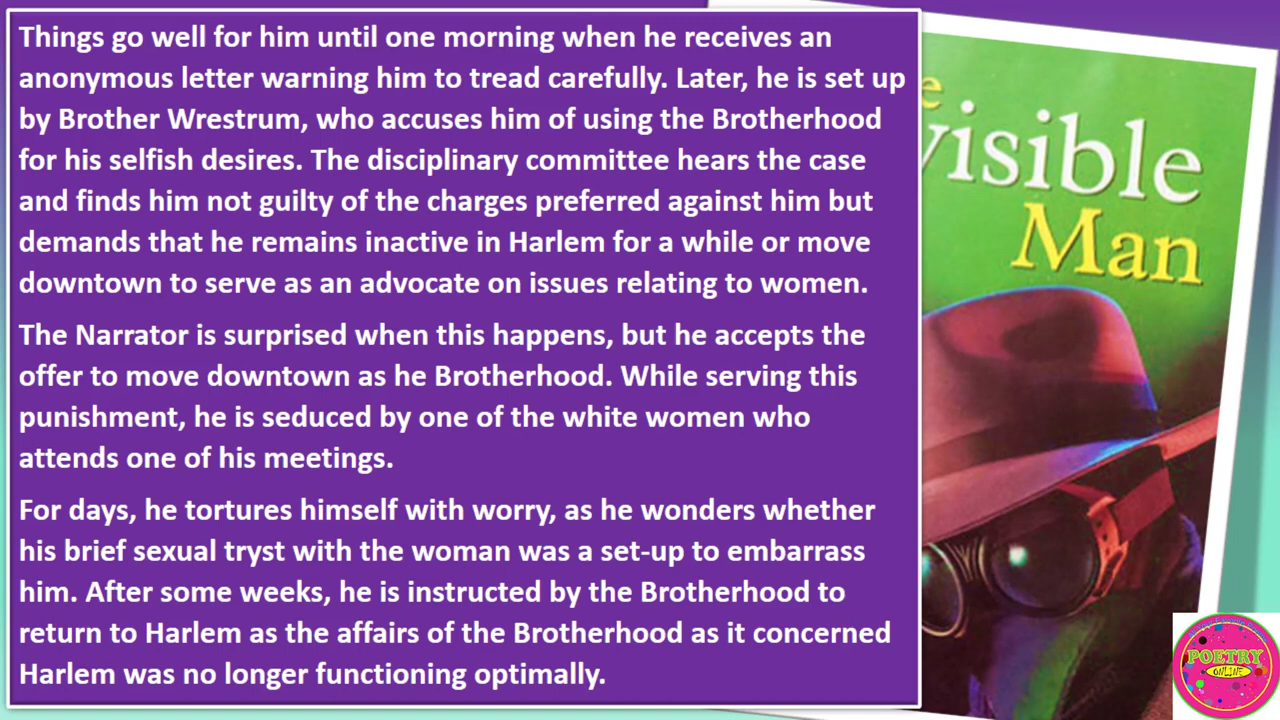 Things go well for him until one morning when he receives an
anonymous letter warning him to tread carefully. Later, he is set up
by Brother Wrestrum, who accuses him of using the Brotherhood
for his selfish desires. The disciplinary committee hears the case
and finds him not guilty of the charges preferred against him but
demands that he remains inactive in Harlem for a while or move
downtown to serve as an advocate on issues relating to women.
The Narrator is surprised when this happens, but he accepts the
offer to move downtown as he Brotherhood. While serving this
punishment, he is seduced by one of the white women who
attends one of his meetings.
For days, he tortures himself with worry, as he wonders whether
his brief sexual tryst with the woman was a set-up to embarrass
him. After some weeks, he is instructed by the Brotherhood to
return to Harlem as the affairs of the Brotherhood as it concerned
Harlem was no longer functioning optimally.
e
visible
Man
POETRY
ONLINE